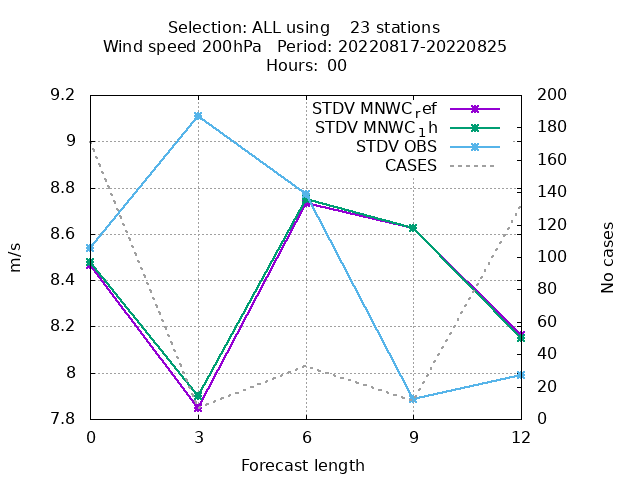 Selection: ALL using    23 stations
Wind speed 200hPa   Period: 20220817-20220825
Hours:  00
STDV MNWC_ref
STDV MNWC_1h
STDV OBS
CASES
9.2
9
8.8
8.6
8.4
8.2
8
7.8
m/s
200
180
160
140
120
100
80
60
40
20
0
No cases
0 3 6 9 12
Forecast length